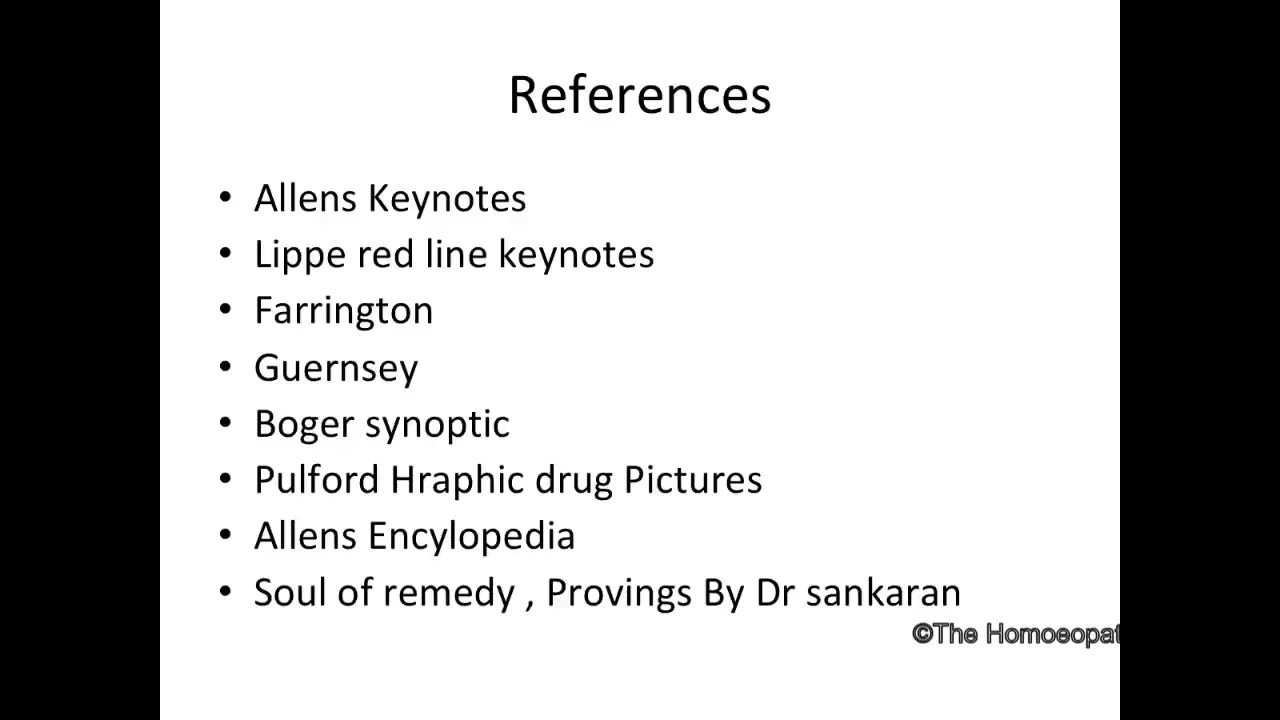 References
• Allens Keynotes
• Lippe red line keynotes
• Farrington
• Guernsey
• Boger synoptic
• Pulford Hraphic drug Pictures
• Allens Encylopedia
• Soul of remedy , Provings By Dr sankaran
©The Homoeopat